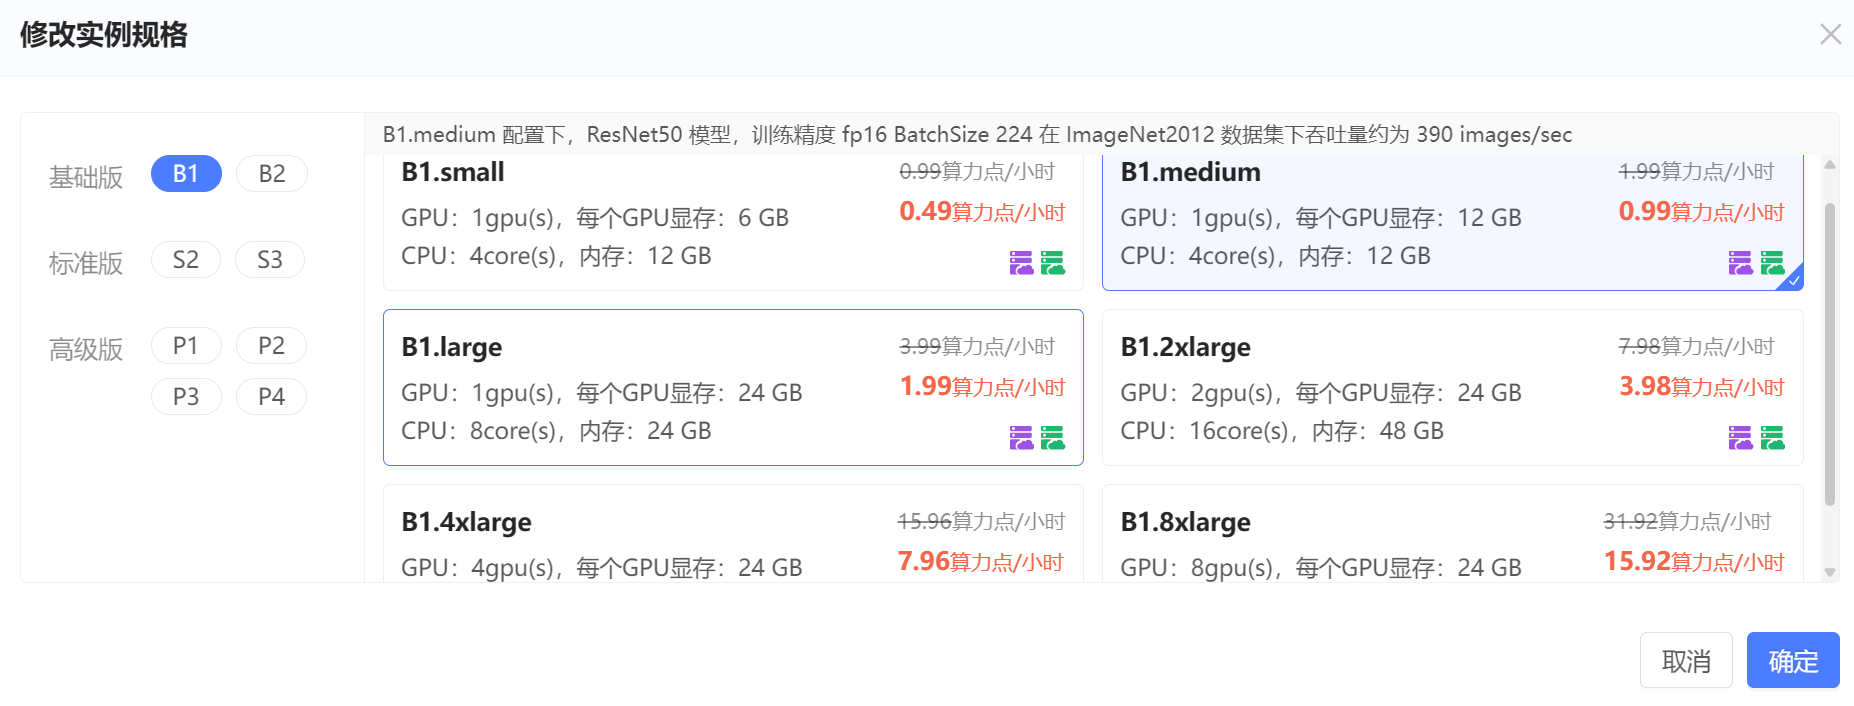 修改实例规格
基础版 B1 B2
标准版 S2 S3
高级版 P1 P2
P3 P4
B1.medium 配置下，ResNet50 模型，训练精度 fp16 BatchSize 224 在 ImageNet2012 数据集下吞吐量约为 390 images/sec
B1.small 0.99算力点/小时
GPU：1gpu(s)，每个GPU显存：6 GB 0.49算力点/小时
CPU：4core(s)，内存：12 GB
B1.medium 1.99算力点/小时
GPU：1gpu(s)，每个GPU显存：12 GB 0.99算力点/小时
CPU：4core(s)，内存：12 GB
B1.large 3.99算力点/小时
GPU：1gpu(s)，每个GPU显存：24 GB 1.99算力点/小时
CPU：8core(s)，内存：24 GB
B1.2xlarge 7.98算力点/小时
GPU：2gpu(s)，每个GPU显存：24 GB 3.98算力点/小时
CPU：16core(s)，内存：48 GB
B1.4xlarge 15.96算力点/小时
GPU：4gpu(s)，每个GPU显存：24 GB 7.96算力点/小时
B1.8xlarge 31.92算力点/小时
GPU：8gpu(s)，每个GPU显存：24 GB 15.92算力点/小时
取消 确定